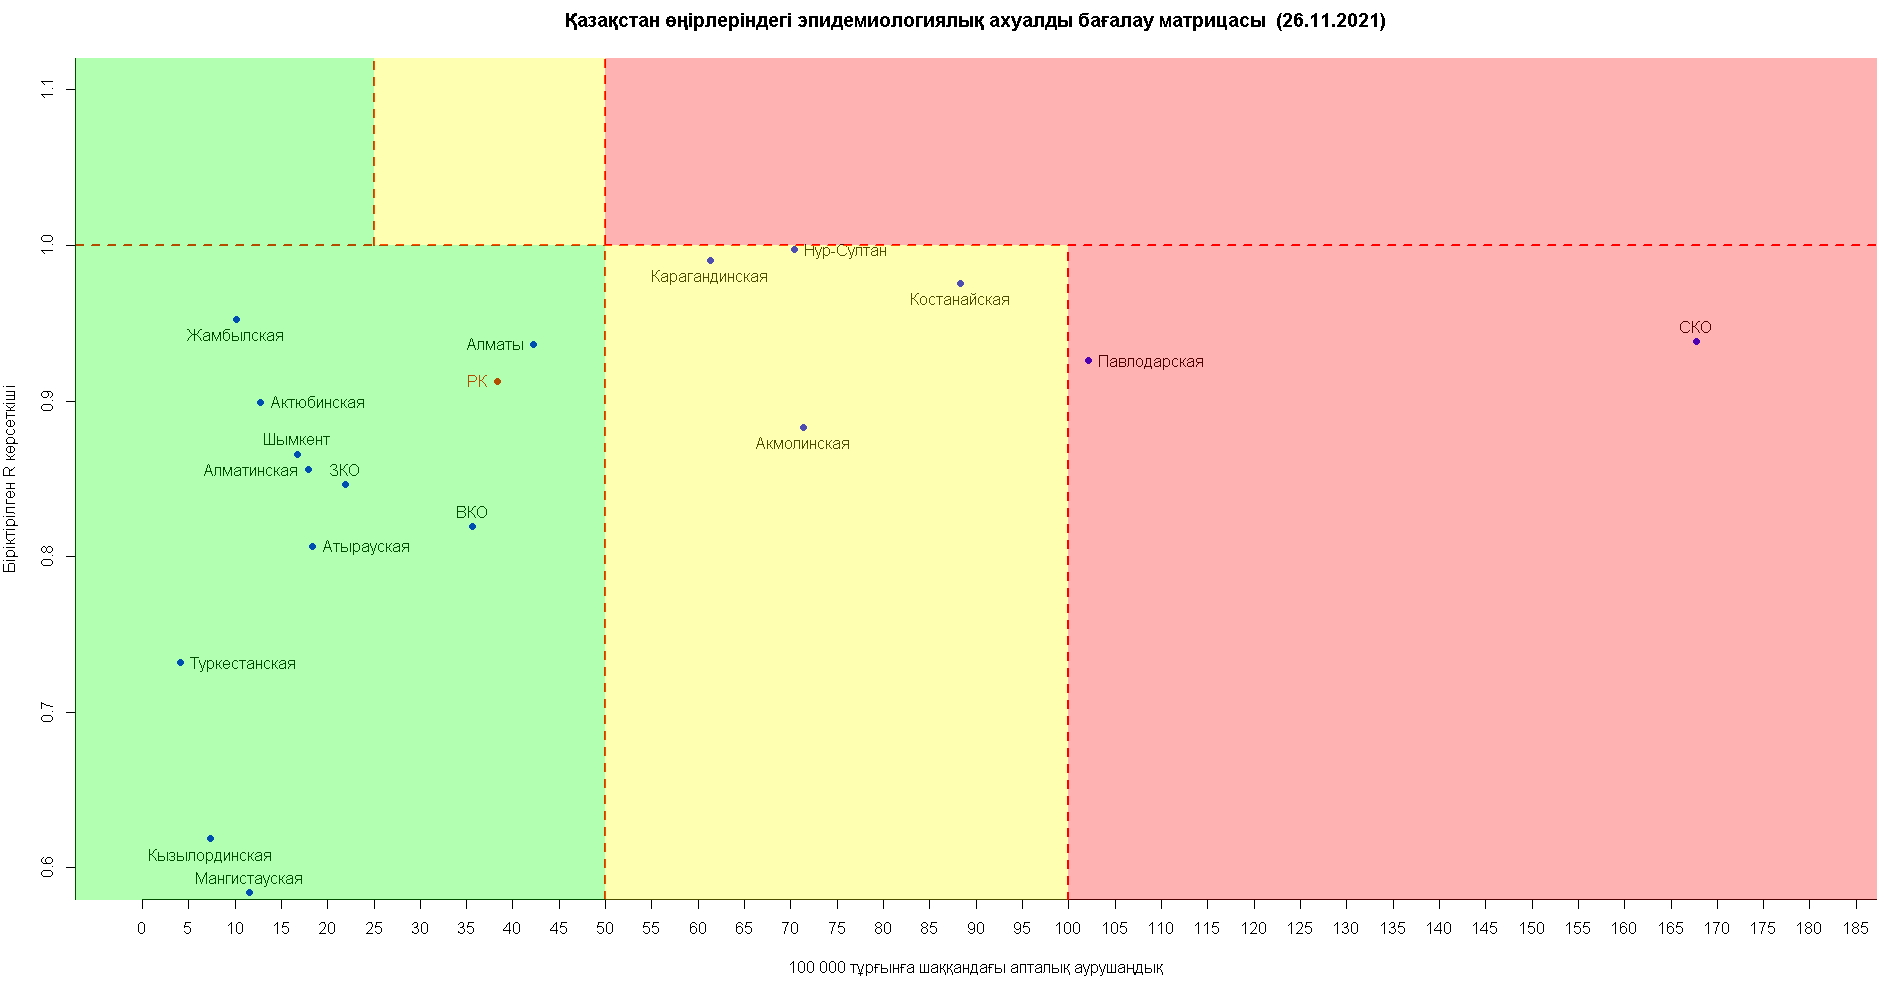 Қазақстан өңірлеріндегі эпидемиологиялық ахуалды бағалау матрицасы (26.11.2021)
Біріктірілген R көрсеткіші
1.1
1.0
0.9
0.8
0.7
0.6
Нур-Султан
Карагандинская
Костанайская
Жамбылская
СКО
Алматы
Павлодарская
РК
Актюбинская
Шымкент
Акмолинская
Алматинская
ЗКО
ВКО
Атырауская
Туркестанская
Кызылординская
Мангистауская
0 5 10 15 20 25 30 35 40 45 50 55 60 65 70 75 80 85 90 95 100 105 110 115 120 125 130 135 140 145 150 155 160 165 170 175 180 185
100 000 тұрғынға шаққандағы апталық аурушаңдық